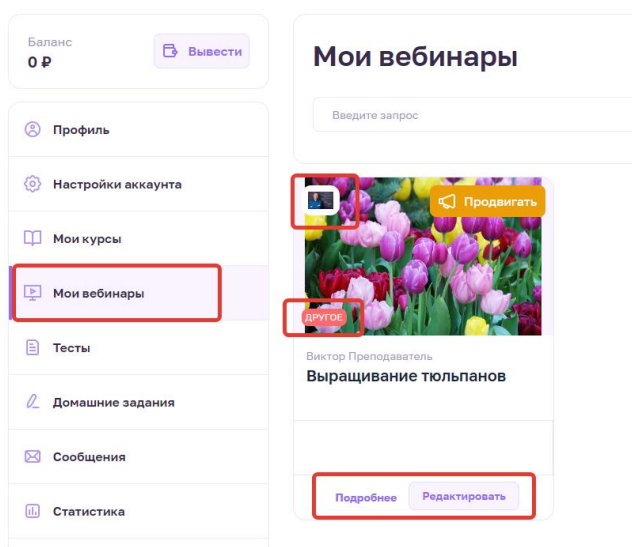 Баланс
0 ₽
Вывести
Профиль
Настройки аккаунта
Мои курсы
Мои вебинары
Тесты
Домашние задания
Сообщения
Статистика
Мои вебинары
Введите запрос
Продвигать
ДРУГОЕ
Виктор Преподаватель
Выращивание тюльпанов
Подробнее
Редактировать